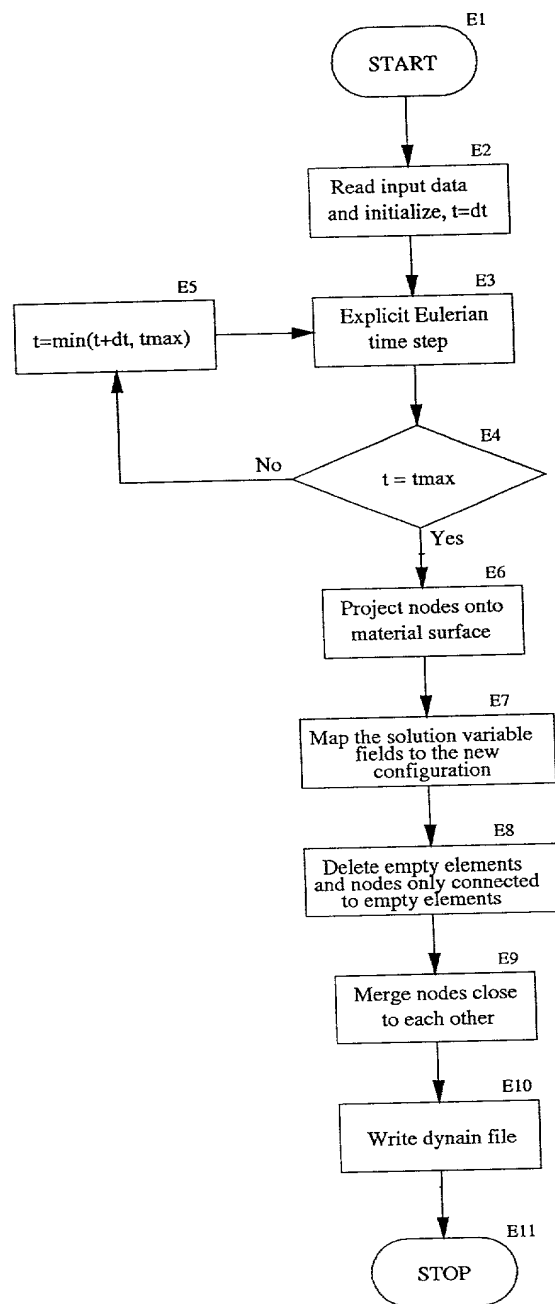 E1
START
E2
Read input data
and initialize, t=dt
E3
Explicit Eulerian
time step
E5
t=min(t+dt, tmax)
E4
t = tmax
No
Yes
E6
Project nodes onto
material surface
E7
Map the solution variable
fields to the new
configuration
E8
Delete empty elements
and nodes only connected
to empty elements
E9
Merge nodes close
to each other
E10
Write dynain file
E11
STOP